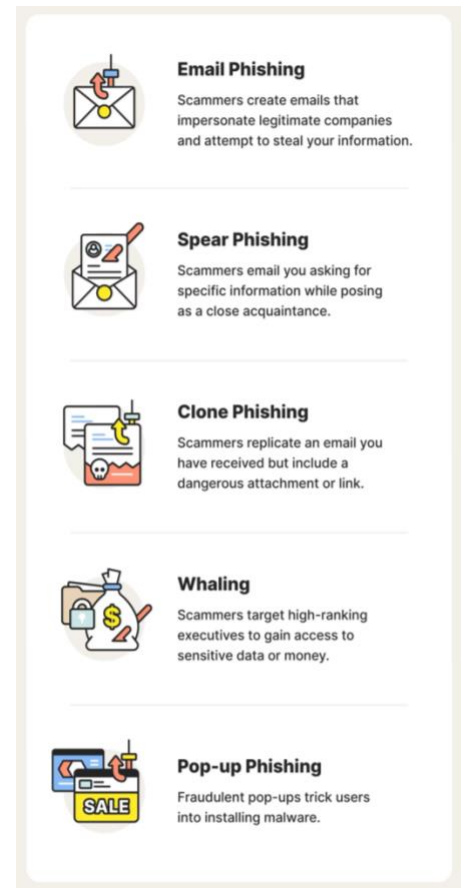 Email Phishing
Scammers create emails that
impersonate legitimate companies
and attempt to steal your information.
Spear Phishing
Scammers email you asking for
specific information while posing
as a close acquaintance.
Clone Phishing
Scammers replicate an email you
have received but include a
dangerous attachment or link.
Whaling
Scammers target high-ranking
executives to gain access to
sensitive data or money.
$
Pop-up Phishing
Fraudulent pop-ups trick users
into installing malware.
SALE